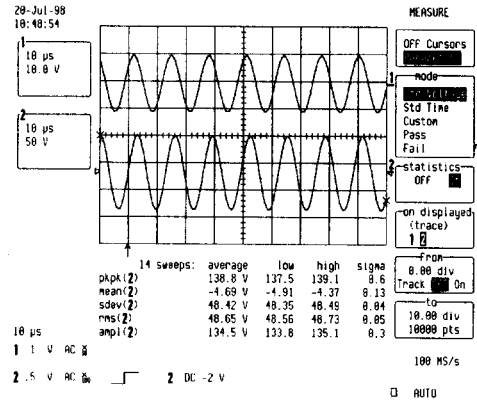 20-Jul-98
10:48:54
1
10 µs
10.0 V
2
10 µs
50 V
MEASURE
OFF Cursors
mode
Std Time
Custom
Pass
Fail
statistics
OFF
on displayed
(trace)
1 2
from
0.00 div
Track On
to
10.00 div
10000 pts
1
2
14 sweeps: average low high sigma
pkpk(2) 138.8 V 137.5 139.1 0.6
mean(2) -4.69 V -4.91 -4.37 0.13
sdev(2) 48.42 V 48.35 48.49 0.04
rms(2) 48.65 V 48.56 48.73 0.05
ampl(2) 134.5 V 133.8 135.1 0.3
10 µs
1 1 V AC
2 .5 V AC
2 DC -2 V
100 MS/s
AUTO